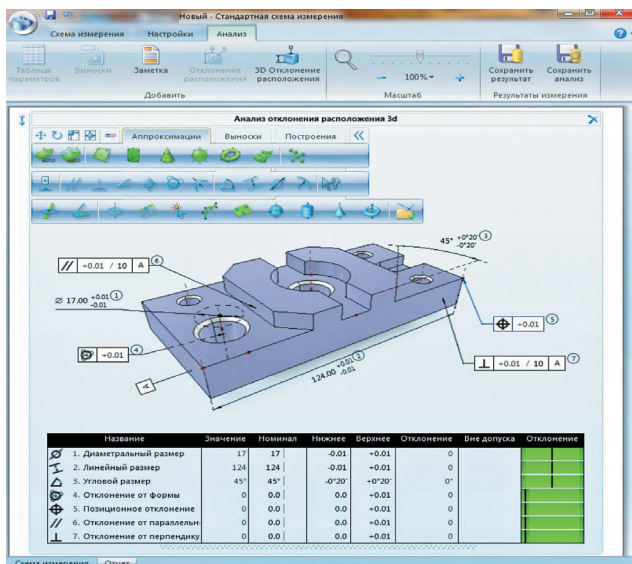 Новый - Стандартная схема измерения
Схема измерения Настройки Анализ
Таблица параметров
Выноски
Заметка
Отклонение расположения
3D Отклонение расположения
100%
Сохранить результат
Сохранить анализ
Добавить Масштаб Результаты измерения
Анализ отклонения расположения 3d
Аппроксимации Выноски Построения
45° +0°20' -0°20' 3
// +0.01 / 10 A 6
⌀ 17.00 +0.01 -0.01 1
+0.01 4
A
124.00 +0.01 -0.01 2
⌖ +0.01 5
⊥ +0.01 / 10 A 7
Название Значение Номинал Нижнее Верхнее Отклонение Вне допуска Отклонение
1. Диаметральный размер 17 17 -0.01 +0.01 0
2. Линейный размер 124 124 -0.01 +0.01 0
3. Угловой размер 45° 45° -0°20' +0°20' 0°
4. Отклонение от формы 0 0.0 0.0 +0.01 0
5. Позиционное отклонение 0 0.0 0.0 +0.01 0
6. Отклонение от параллельн 0 0.0 0.0 +0.01 0
7. Отклонение от перпендику 0 0.0 0.0 +0.01 0
Схема измерения Отчет